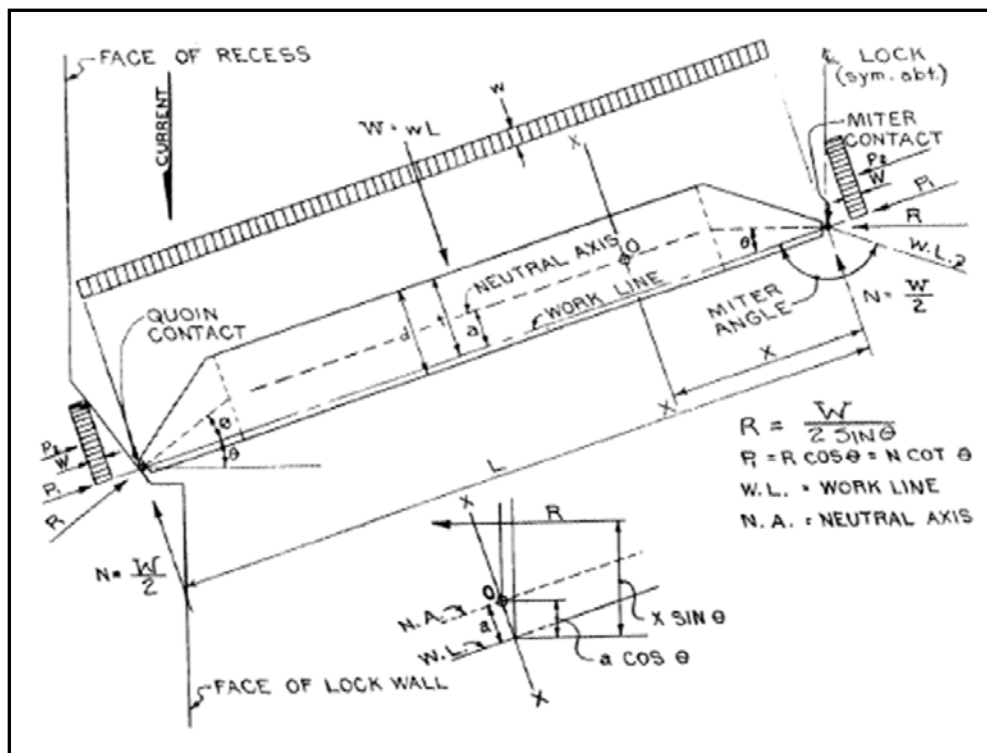 FACE OF RECESS
CURRENT
W = wL
w
X
℄ LOCK
(sym. abt.)
MITER
CONTACT
P2
W
P1
R
W.L.2
N = W/2
QUOIN
CONTACT
NEUTRAL AXIS
O
θ
WORK LINE
MITER
ANGLE
d
t
a
X
X
θ
θ
L
P2
W
P1
R
N = W/2
R = W / 2 SIN θ
P1 = R COS θ = N COT θ
W.L. = WORK LINE
N.A. = NEUTRAL AXIS
X
R
O
N.A.
a
W.L.
X SIN θ
a COS θ
X
FACE OF LOCK WALL